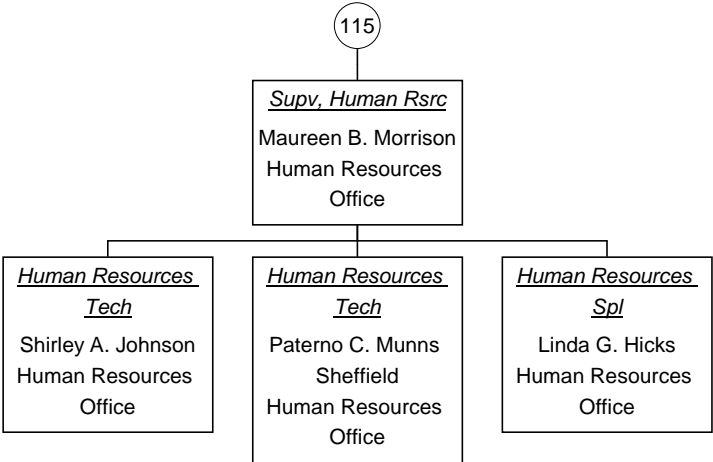 115
Supv, Human Rsrc
Maureen B. Morrison
Human Resources
Office
Human Resources
Tech
Shirley A. Johnson
Human Resources
Office
Human Resources
Tech
Paterno C. Munns
Sheffield
Human Resources
Office
Human Resources
Spl
Linda G. Hicks
Human Resources
Office